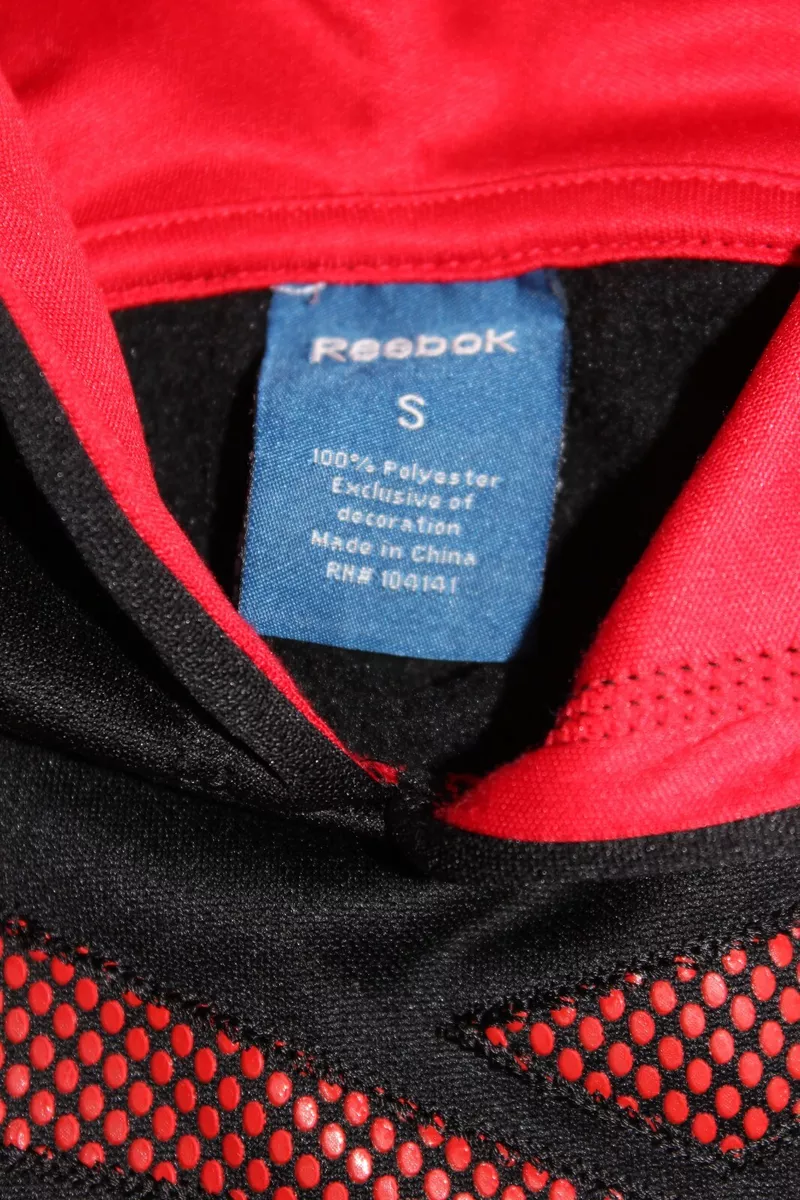 Reebok
S
100% Polyester
Exclusive of
decoration
Made in China
RN# 104141